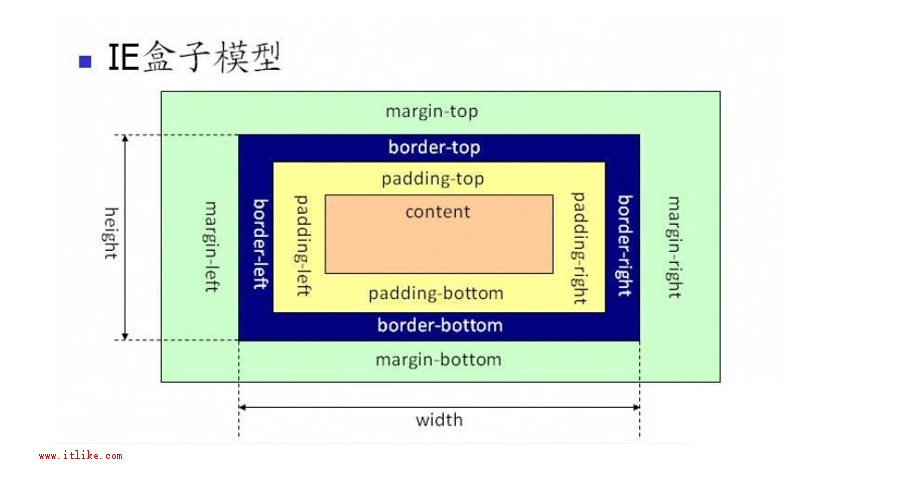 IE盒子模型
margin-top
border-top
padding-top
content
height
margin-left
border-left
padding-left
padding-right
border-right
margin-right
padding-bottom
border-bottom
margin-bottom
width
www.itlike.com